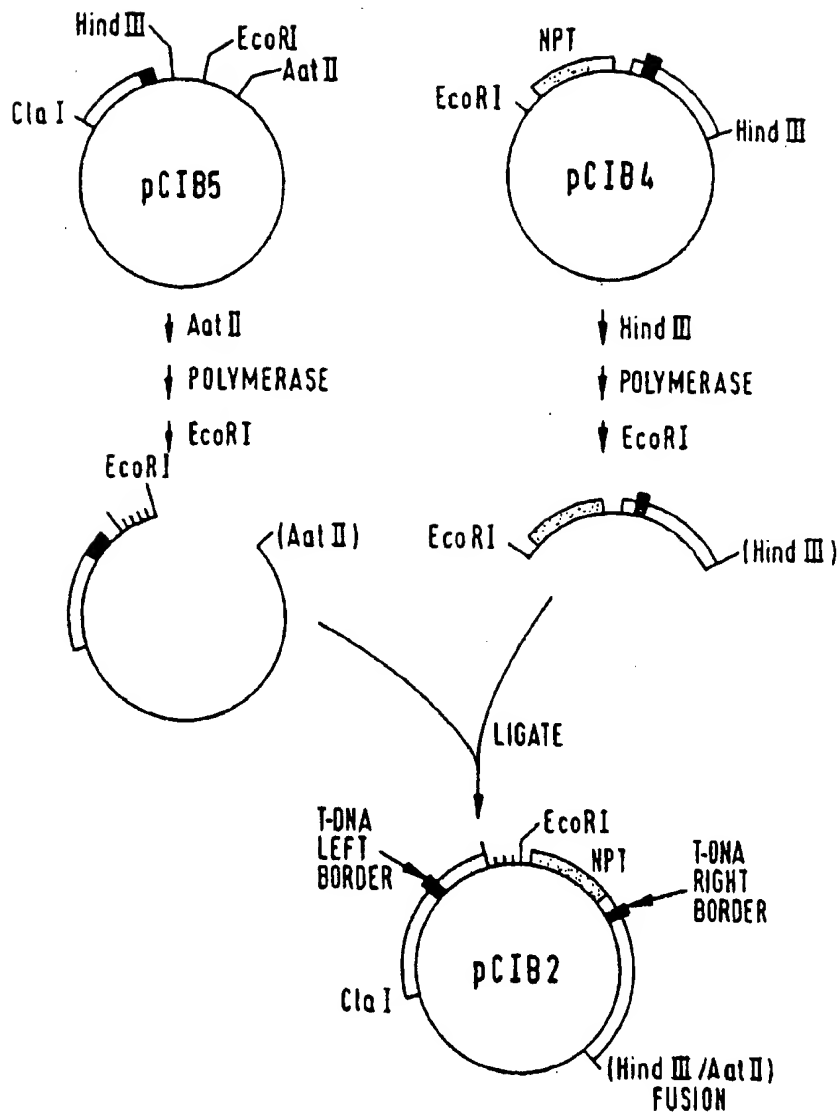 Hind III
EcoRI
Aat II
Cla I
pCIB5
NPT
EcoRI
Hind III
pCIB4
Aat II
POLYMERASE
EcoRI
Hind III
POLYMERASE
EcoRI
EcoRI
(Aat II)
EcoRI
(Hind III)
LIGATE
T-DNA
LEFT
BORDER
EcoRI
NPT
T-DNA
RIGHT
BORDER
pCIB2
Cla I
(Hind III/Aat II)
FUSION